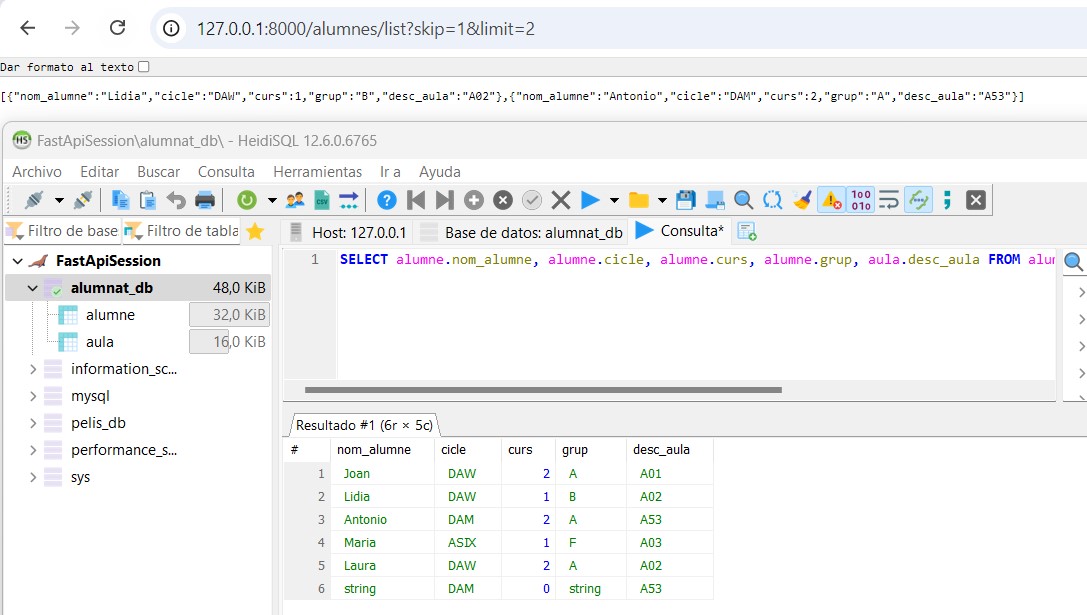 127.0.0.1:8000/alumnes/list?skip=1&limit=2
Dar formato al texto
[{"nom_alumne":"Lidia","cicle":"DAW","curs":1,"grup":"B","desc_aula":"A02"},{"nom_alumne":"Antonio","cicle":"DAM","curs":2,"grup":"A","desc_aula":"A53"}]
HS FastApiSession\alumnat_db\ - HeidiSQL 12.6.0.6765
Archivo Editar Buscar Consulta Herramientas Ir a Ayuda
CSV 100 010
Filtro de base Filtro de tabla Host: 127.0.0.1 Base de datos: alumnat_db Consulta*
FastApiSession
alumnat_db 48,0 KiB
alumne 32,0 KiB
aula 16,0 KiB
information_sc...
mysql
pelis_db
performance_s...
sys
1 SELECT alumne.nom_alumne, alumne.cicle, alumne.curs, alumne.grup, aula.desc_aula FROM alum
Resultado #1 (6r × 5c)
# nom_alumne cicle curs grup desc_aula
1 Joan DAW 2 A A01
2 Lidia DAW 1 B A02
3 Antonio DAM 2 A A53
4 Maria ASIX 1 F A03
5 Laura DAW 2 A A02
6 string DAM 0 string A53